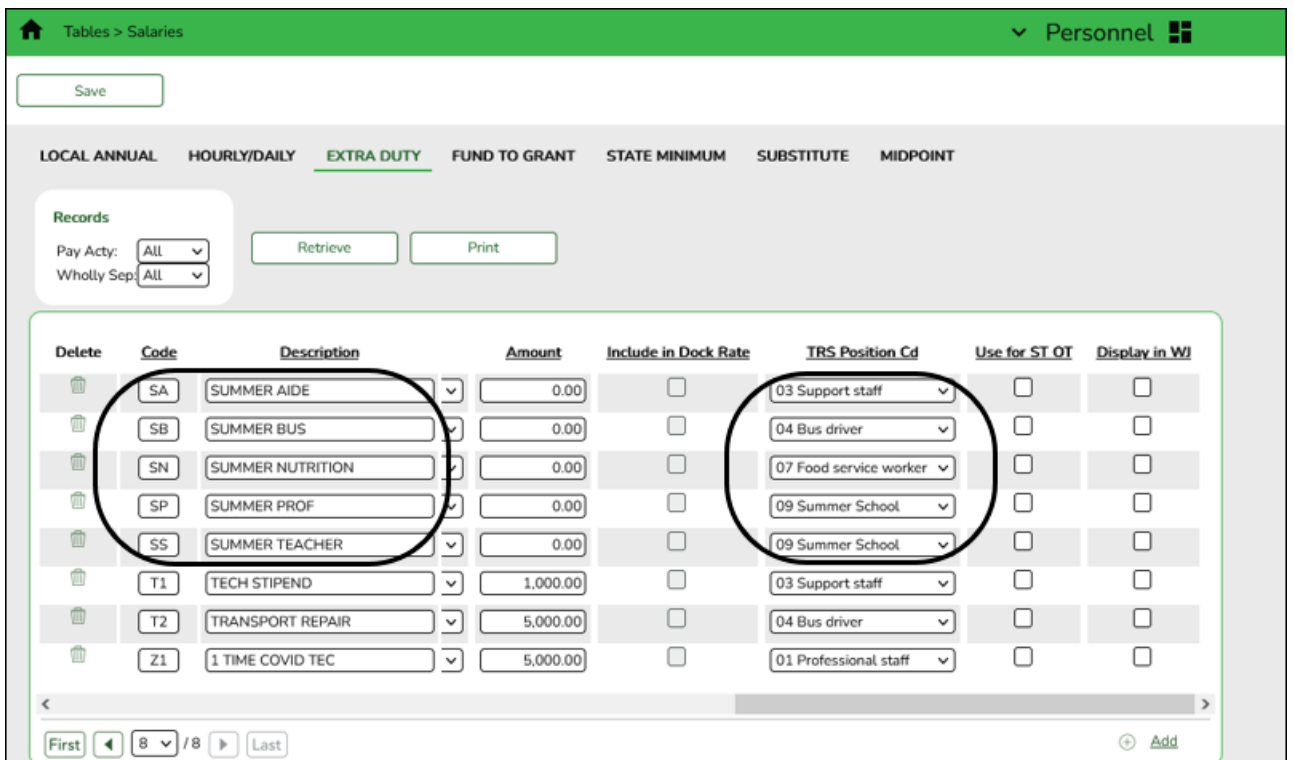 Tables > Salaries Personnel
Save
LOCAL ANNUAL HOURLY/DAILY EXTRA DUTY FUND TO GRANT STATE MINIMUM SUBSTITUTE MIDPOINT
Records
Pay Acty: All Retrieve Print
Wholly Sep: All
Delete Code Description Amount Include in Dock Rate TRS Position Cd Use for ST OT Display in WJ
SA SUMMER AIDE 0.00 03 Support staff
SB SUMMER BUS 0.00 04 Bus driver
SN SUMMER NUTRITION 0.00 07 Food service worker
SP SUMMER PROF 0.00 09 Summer School
SS SUMMER TEACHER 0.00 09 Summer School
T1 TECH STIPEND 1,000.00 03 Support staff
T2 TRANSPORT REPAIR 5,000.00 04 Bus driver
Z1 1 TIME COVID TEC 5,000.00 01 Professional staff
First 8 / 8 Last Add